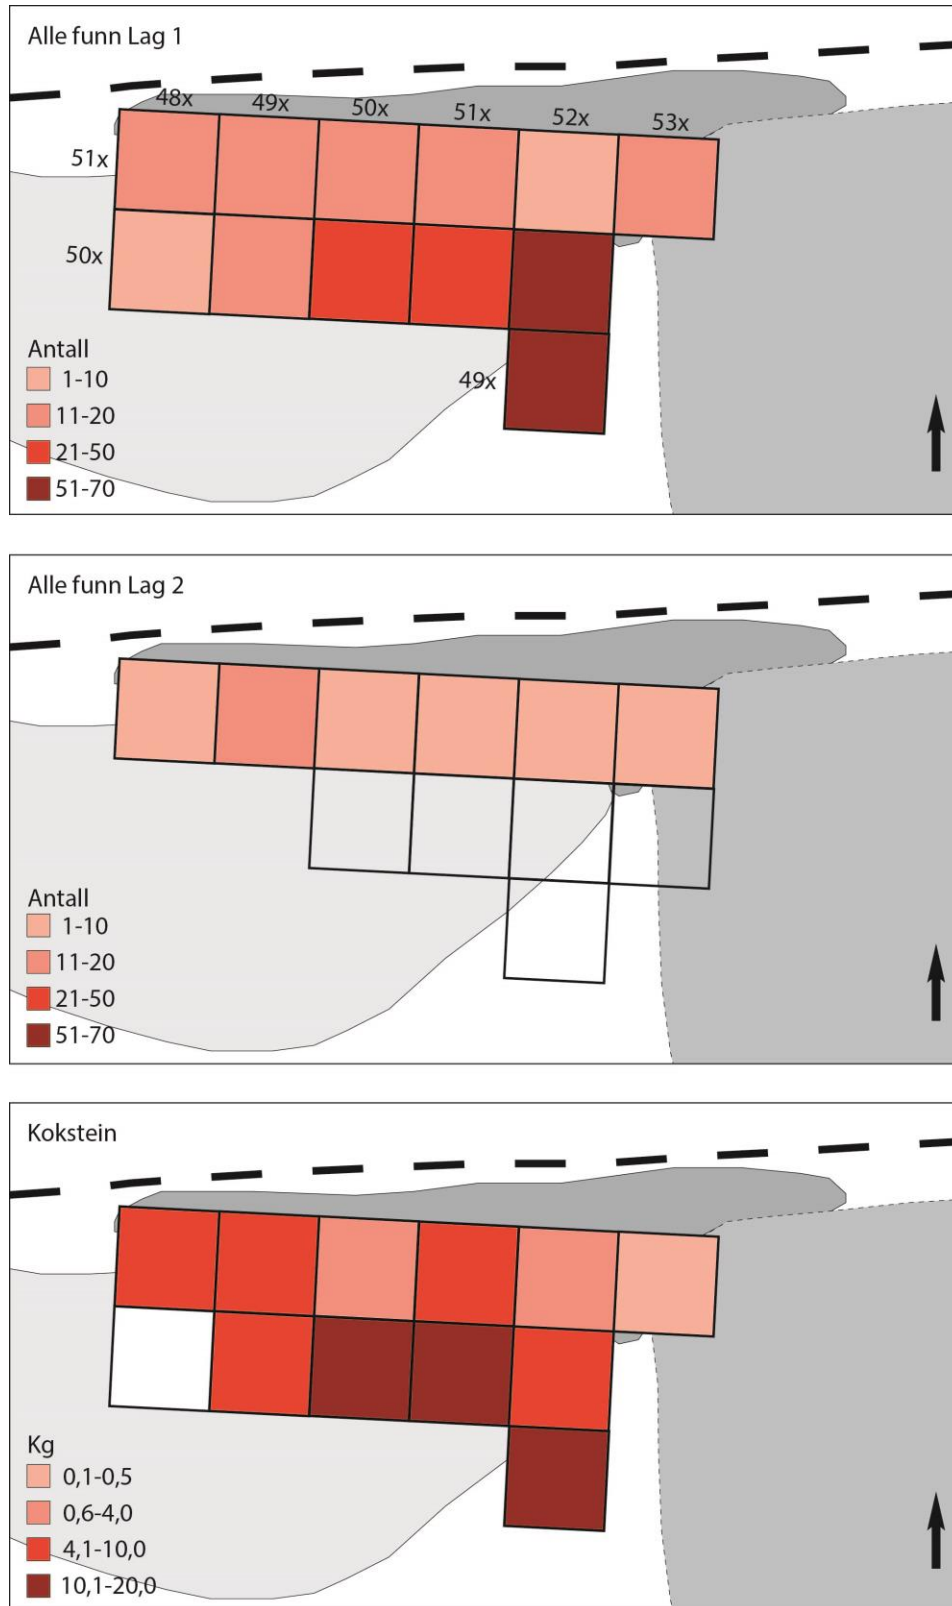 Alle funn Lag 1
48x 49x 50x 51x 52x 53x
51x
50x
49x
Antall
1-10
11-20
21-50
51-70
Alle funn Lag 2
Antall
1-10
11-20
21-50
51-70
Kokstein
Kg
0,1-0,5
0,6-4,0
4,1-10,0
10,1-20,0